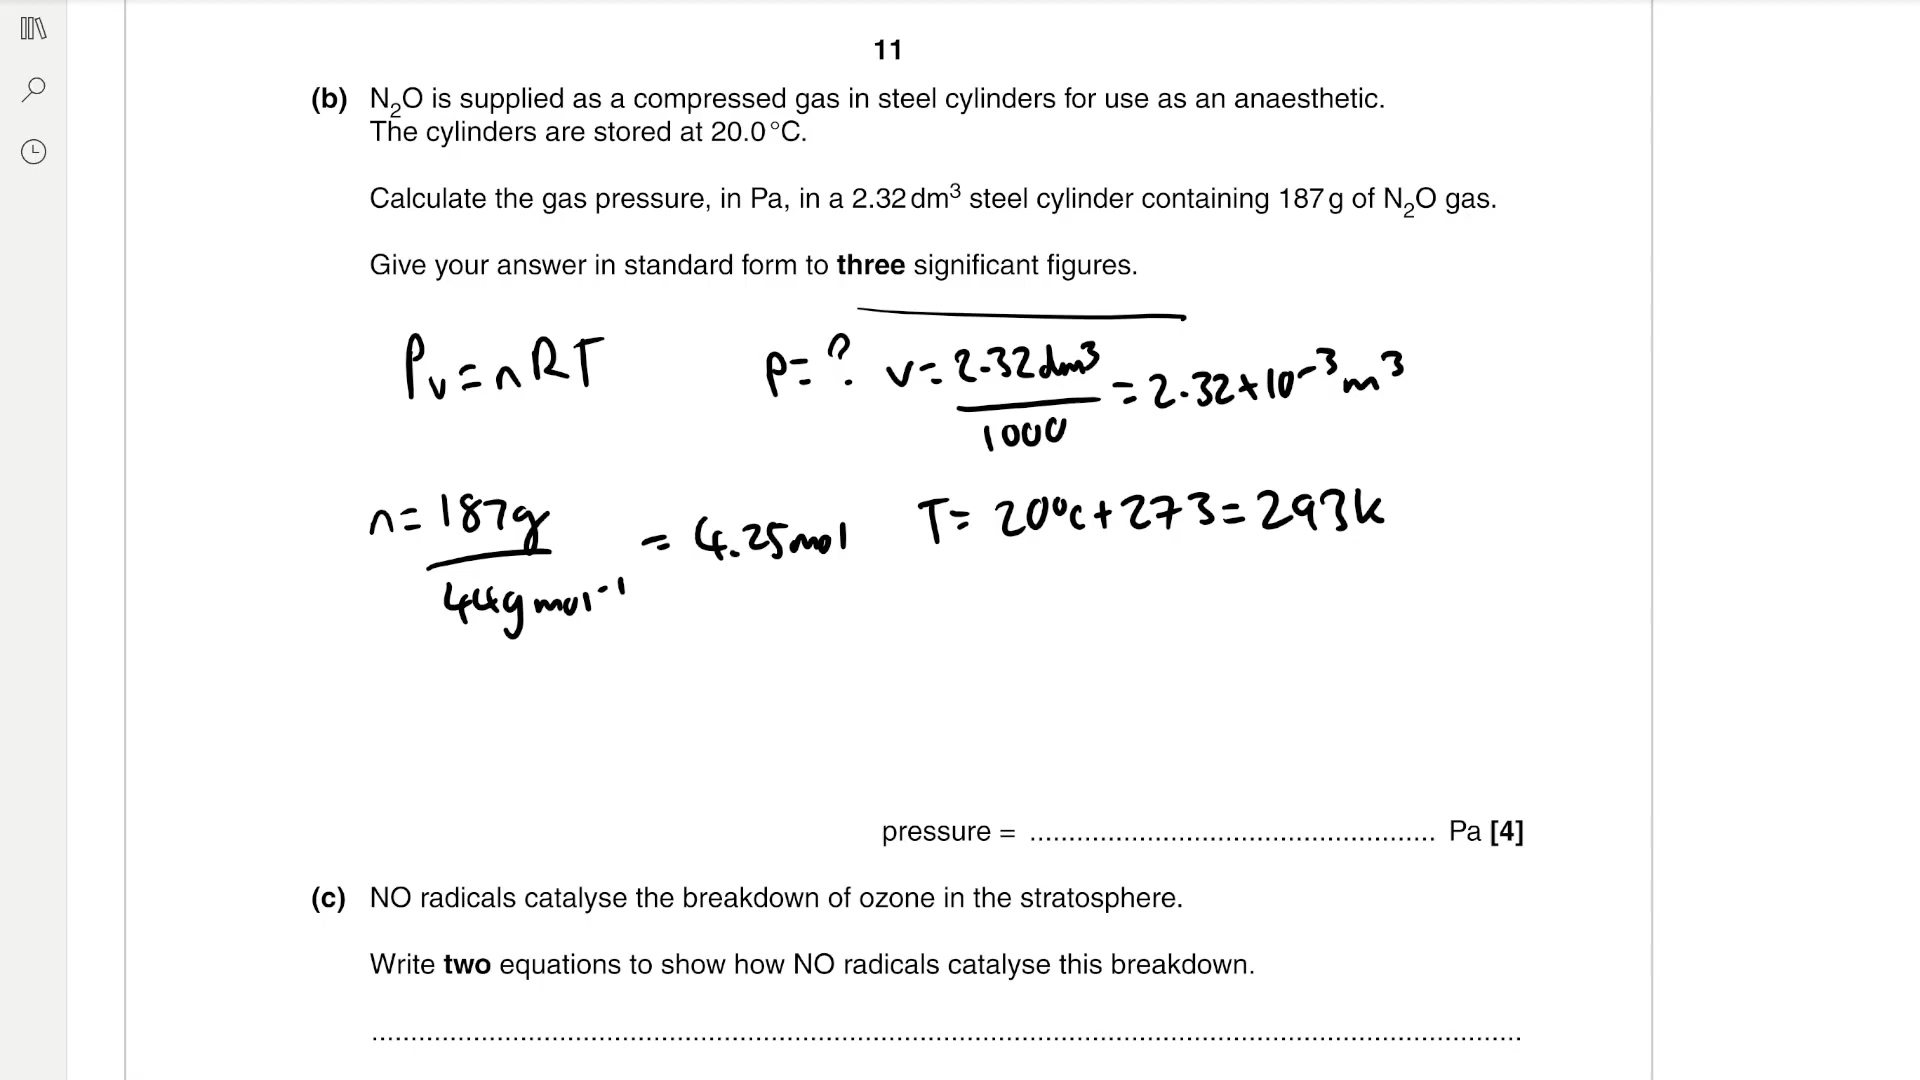 11
(b) N₂O is supplied as a compressed gas in steel cylinders for use as an anaesthetic.
The cylinders are stored at 20.0 °C.
Calculate the gas pressure, in Pa, in a 2.32 dm³ steel cylinder containing 187 g of N₂O gas.
Give your answer in standard form to three significant figures.
Pv = nRT
P = ? v = 2.32dm³ / 1000 = 2.32×10⁻³ m³
n = 187g / 44gmol⁻¹ = 4.25mol
T = 20°C + 273 = 293K
pressure = .................................................... Pa [4]
(c) NO radicals catalyse the breakdown of ozone in the stratosphere.
Write two equations to show how NO radicals catalyse this breakdown.